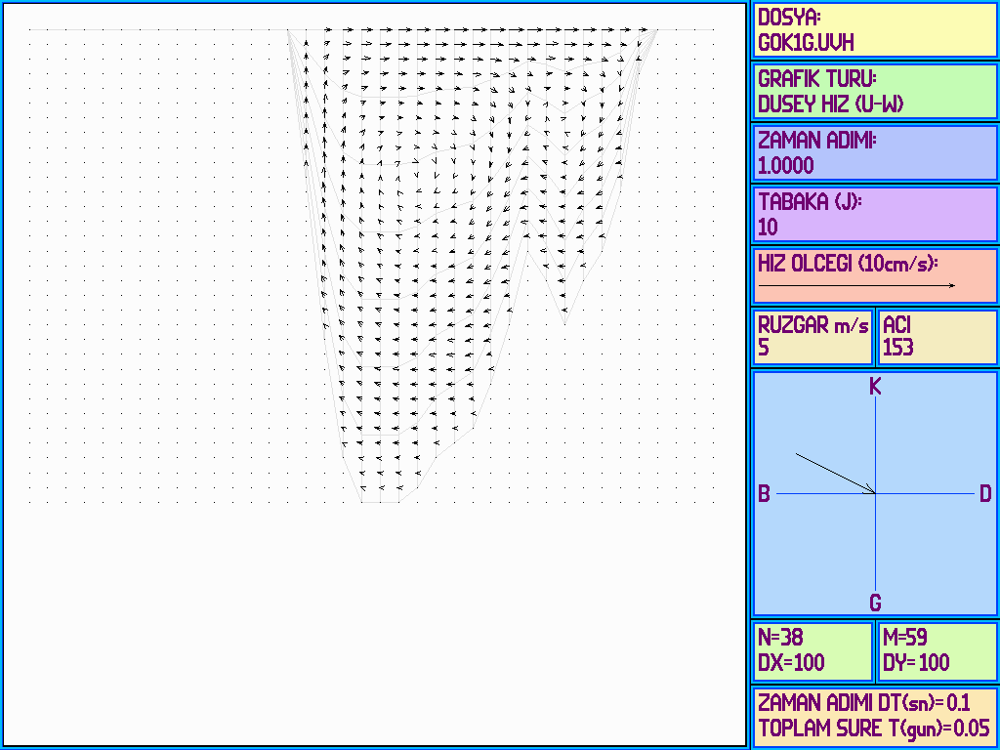 DOSYA:
GOK1G.UVH
GRAFIK TURU:
DUSEY HIZ (U-W)
ZAMAN ADIMI:
1.0000
TABAKA (J):
10
HIZ OLCEGI (10cm/s):
RUZGAR m/s
5
ACI
153
K
B
D
G
N=38
DX=100
M=59
DY=100
ZAMAN ADIMI DT(sn)=0.1
TOPLAM SURE T(gun)=0.05